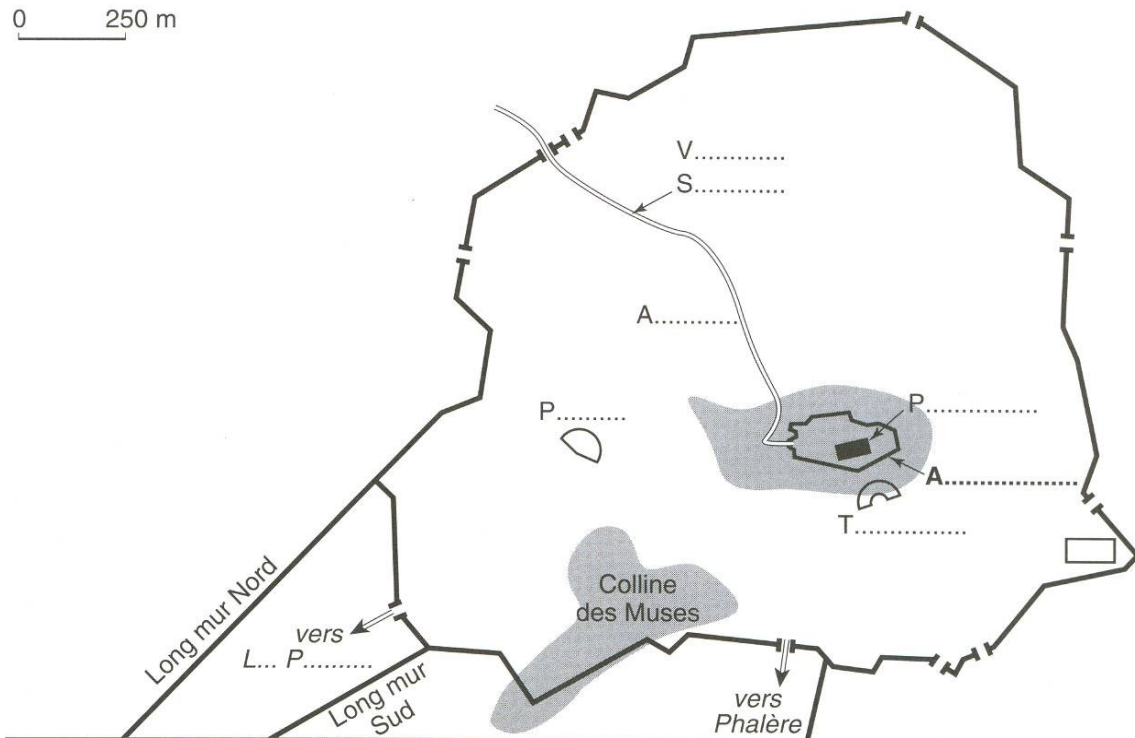 0 250 m
V.............
S.............
A............
P..........
P................
A...................
T................
Colline
des Muses
Long mur Nord
vers
L... P..........
Long mur
Sud
vers
Phalère